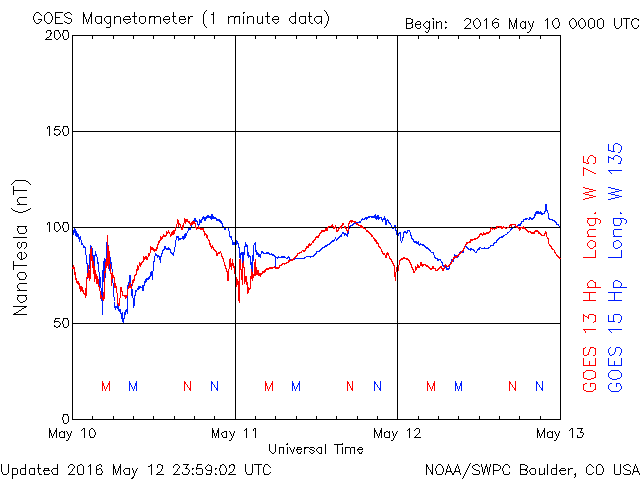 GOES Magnetometer (1 minute data)
Begin: 2016 May 10 0000 UTC
200
150
100
50
0
NanoTesla (nT)
M M N N M M N N M M N N
May 10 May 11 May 12 May 13
Universal Time
GOES 13 Hp Long. W 75
GOES 15 Hp Long. W 135
Updated 2016 May 12 23:59:02 UTC
NOAA/SWPC Boulder, CO USA